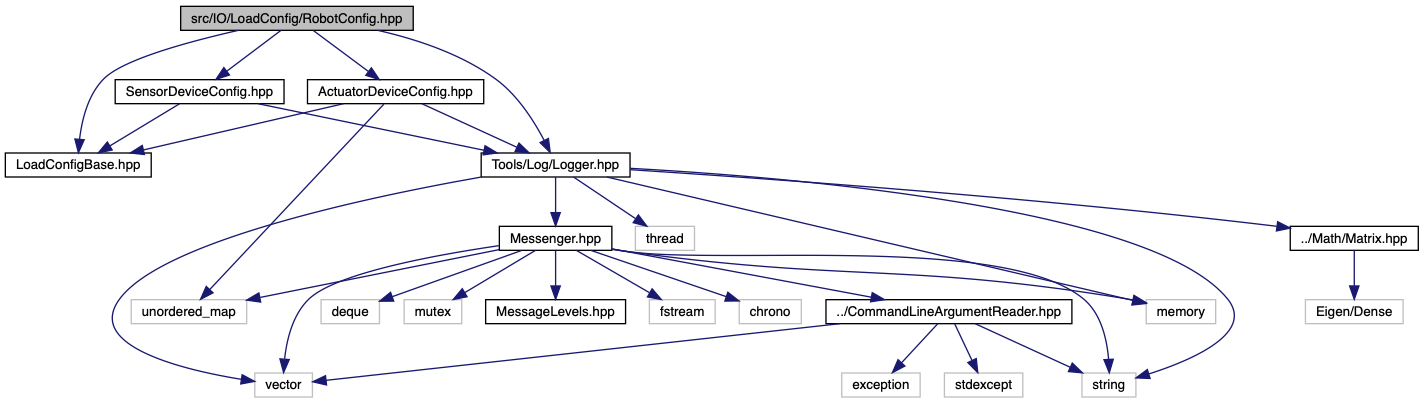 src/IO/LoadConfig/RobotConfig.hpp
SensorDeviceConfig.hpp
ActuatorDeviceConfig.hpp
LoadConfigBase.hpp
Tools/Log/Logger.hpp
Messenger.hpp
thread
../Math/Matrix.hpp
unordered_map
deque
mutex
MessageLevels.hpp
fstream
chrono
../CommandLineArgumentReader.hpp
memory
Eigen/Dense
vector
exception
stdexcept
string